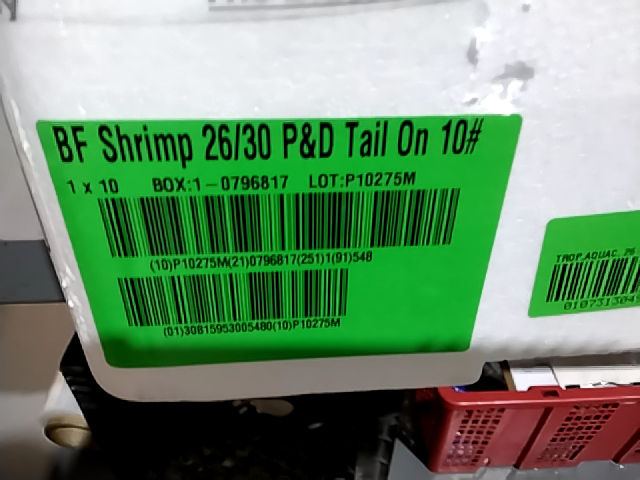 BF Shrimp 26/30 P&D Tail On 10#
1 x 10 BOX:1-0796817 LOT:P10275M
(10)P10275M(21)0796817(251)1(91)548
(01)30815953005480(10)P10275M
TROP.AQUAC. 26